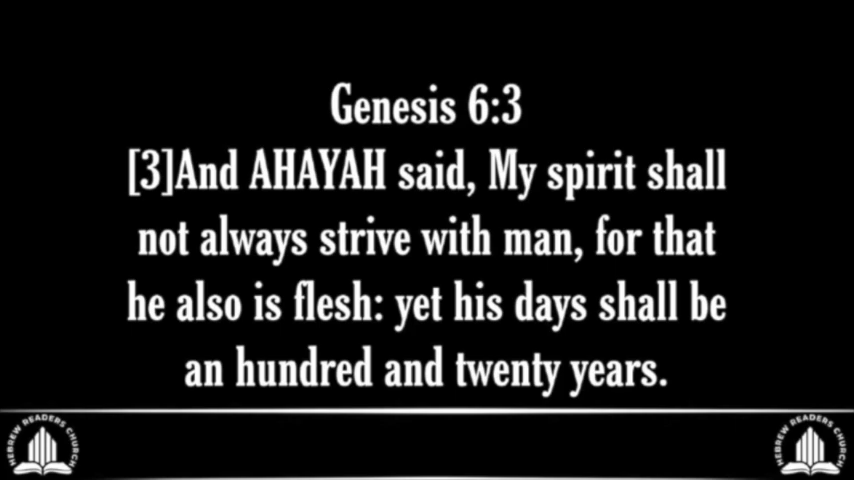 Genesis 6:3
[3]And AHAYAH said, My spirit shall
not always strive with man, for that
he also is flesh: yet his days shall be
an hundred and twenty years.
HEBREW READERS CHURCH
HEBREW READERS CHURCH